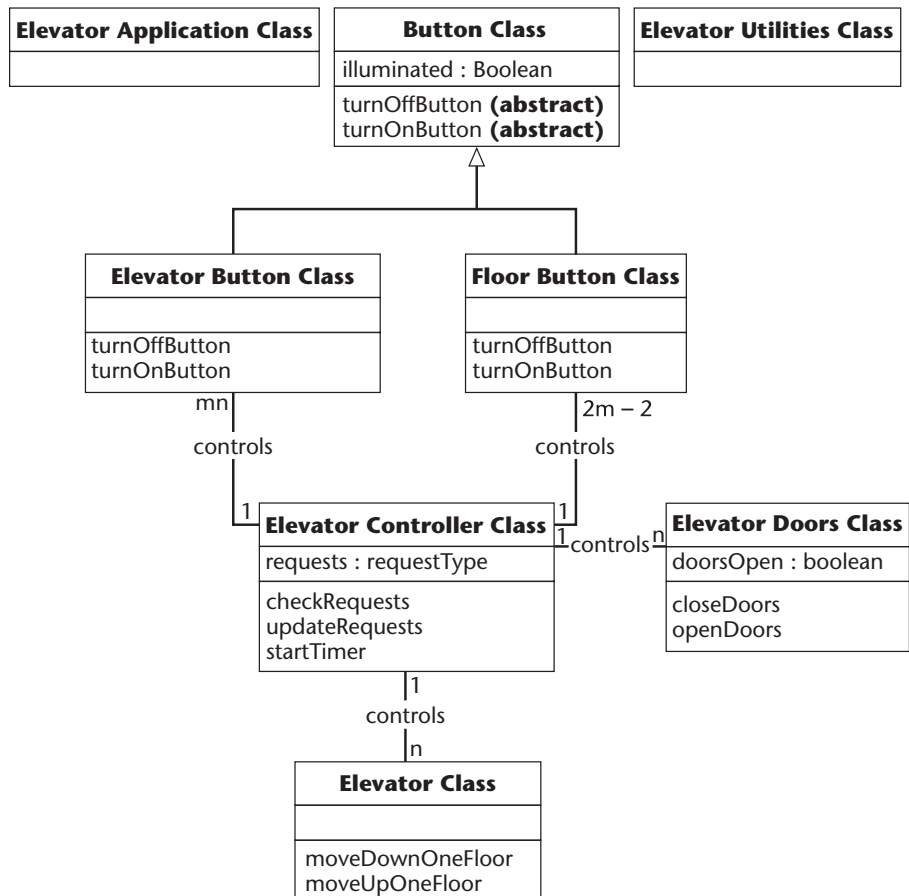 Elevator Application Class
Button Class
illuminated : Boolean
turnOffButton (abstract)
turnOnButton (abstract)
Elevator Utilities Class
Elevator Button Class
turnOffButton
turnOnButton
Floor Button Class
turnOffButton
turnOnButton
mn
controls
1
2m – 2
controls
1
Elevator Controller Class
requests : requestType
checkRequests
updateRequests
startTimer
1
controls
n
Elevator Doors Class
doorsOpen : boolean
closeDoors
openDoors
1
controls
n
Elevator Class
moveDownOneFloor
moveUpOneFloor